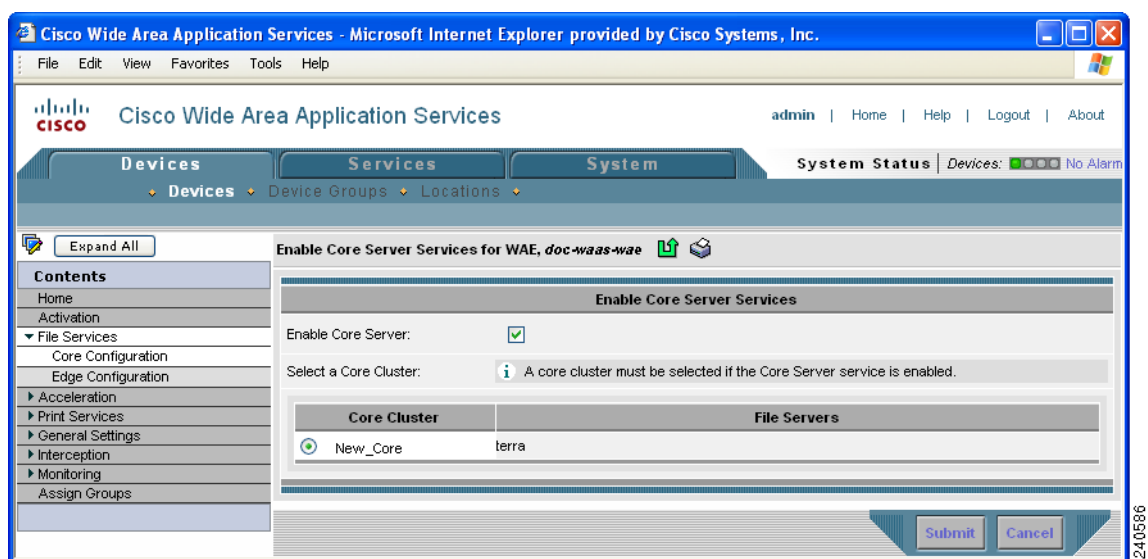 Cisco Wide Area Application Services - Microsoft Internet Explorer provided by Cisco Systems, Inc.
File Edit View Favorites Tools Help
CISCO
Cisco Wide Area Application Services
admin | Home | Help | Logout | About
Devices Services System
System Status | Devices: No Alarm
Devices Device Groups Locations
Expand All
Enable Core Server Services for WAE, doc-waas-wae
Contents
Home
Activation
File Services
Core Configuration
Edge Configuration
Acceleration
Print Services
General Settings
Interception
Monitoring
Assign Groups
Enable Core Server Services
Enable Core Server:
Select a Core Cluster: i A core cluster must be selected if the Core Server service is enabled.
Core Cluster File Servers
New_Core terra
Submit Cancel
240586